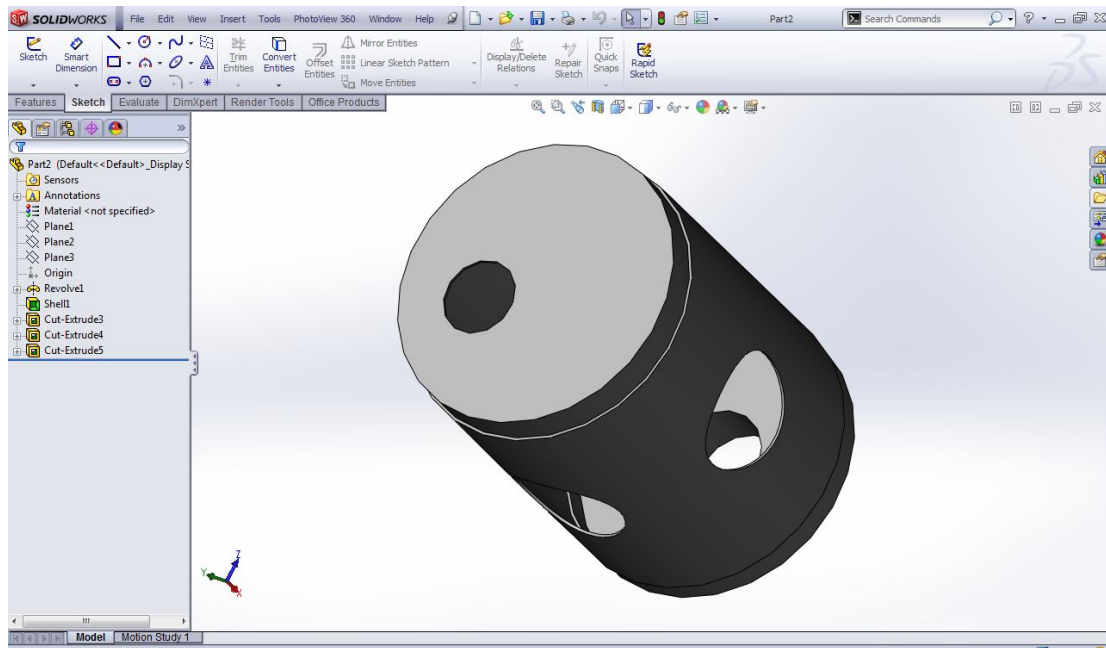 SOLIDWORKS File Edit View Insert Tools PhotoView 360 Window Help Part2 Search Commands
Sketch Smart Dimension Trim Entities Convert Entities Offset Entities Mirror Entities Linear Sketch Pattern Move Entities Display/Delete Relations Repair Sketch Quick Snaps Rapid Sketch
Features Sketch Evaluate DimXpert Render Tools Office Products
Part2 (Default<<Default>_Display S
Sensors
Annotations
Material <not specified>
Plane1
Plane2
Plane3
Origin
Revolve1
Shell1
Cut-Extrude3
Cut-Extrude4
Cut-Extrude5
Z
Y
X
Model Motion Study 1